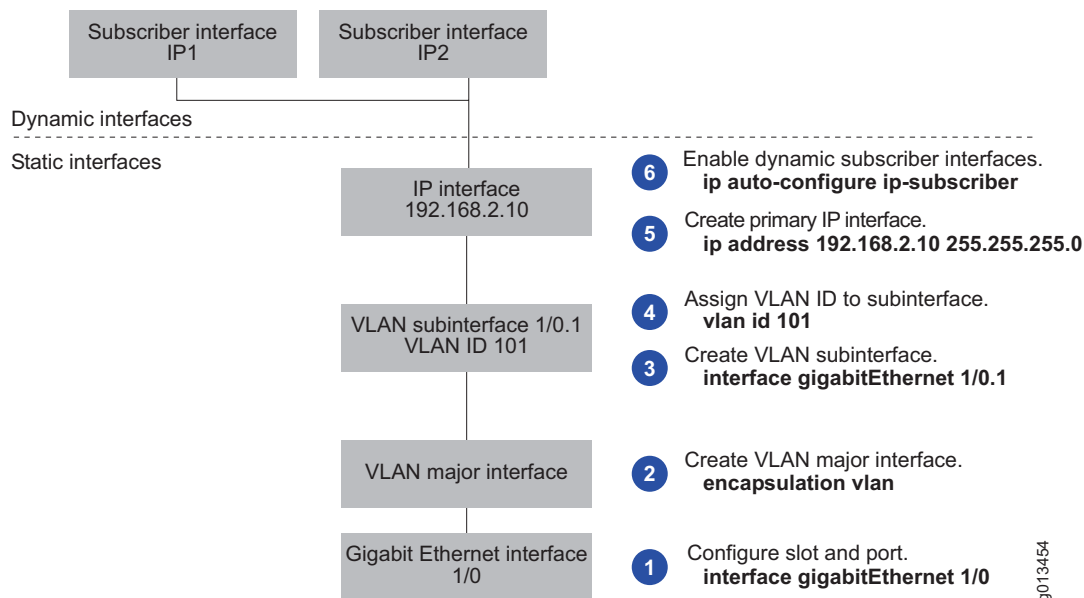 Subscriber interface
IP1
Subscriber interface
IP2
Dynamic interfaces
Static interfaces
IP interface
192.168.2.10
6
Enable dynamic subscriber interfaces.
ip auto-configure ip-subscriber
5
Create primary IP interface.
ip address 192.168.2.10 255.255.255.0
VLAN subinterface 1/0.1
VLAN ID 101
4
Assign VLAN ID to subinterface.
vlan id 101
3
Create VLAN subinterface.
interface gigabitEthernet 1/0.1
VLAN major interface
2
Create VLAN major interface.
encapsulation vlan
Gigabit Ethernet interface
1/0
1
Configure slot and port.
interface gigabitEthernet 1/0
g013454